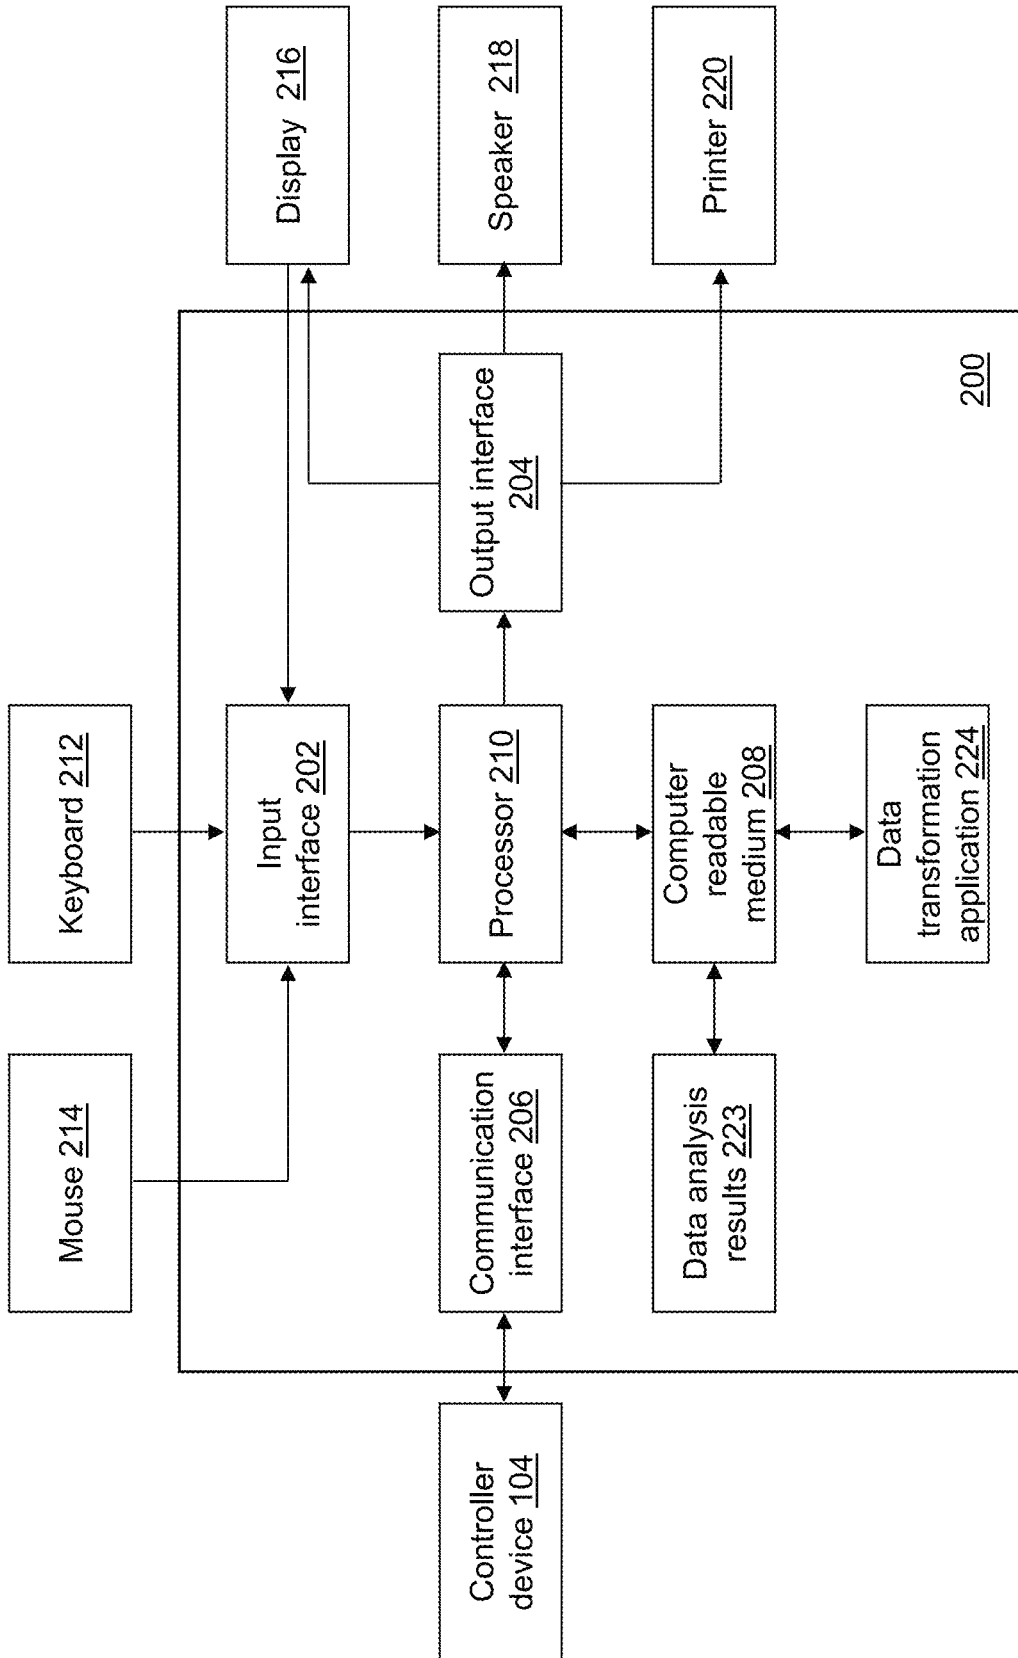 Mouse 214
Keyboard 212
Display 216
Input
interface 202
Controller
device 104
Communication
interface 206
Processor 210
Output interface
204
Speaker 218
Data analysis
results 223
Computer
readable
medium 208
Printer 220
Data
transformation
application 224
200